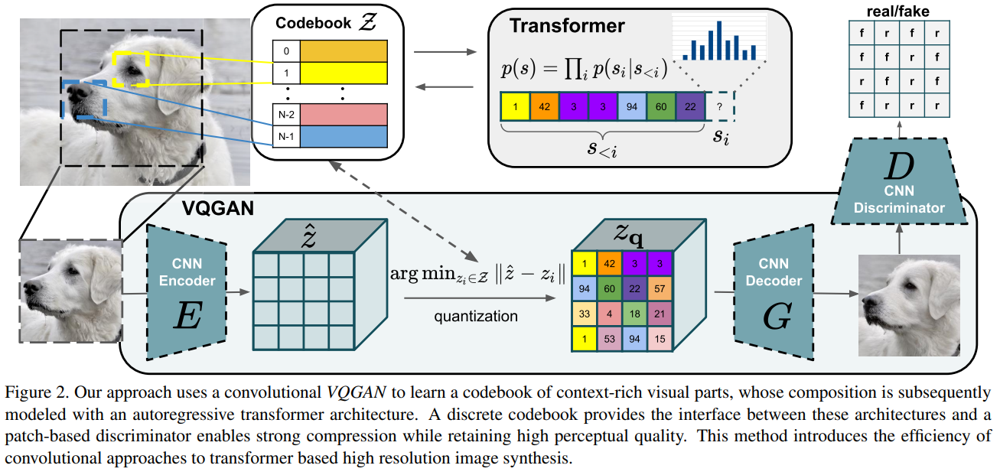 Codebook 𝒵
0
1
:
:
N-2
N-1
Transformer
p(s) = ∏ᵢ p(sᵢ|s<ᵢ)
1 42 3 3 94 60 22 ?
s<ᵢ
sᵢ
real/fake
f r f r
f f r f
r f r f
f r r r
D
CNN
Discriminator
VQGAN
CNN
Encoder
E
ẑ
arg min_{zᵢ∈𝒵} ‖ẑ − zᵢ‖
quantization
z_q
1 42 3 3
94 60 22 57
33 4 18 21
1 53 94 15
CNN
Decoder
G
Figure 2. Our approach uses a convolutional VQGAN to learn a codebook of context-rich visual parts, whose composition is subsequently
modeled with an autoregressive transformer architecture. A discrete codebook provides the interface between these architectures and a
patch-based discriminator enables strong compression while retaining high perceptual quality. This method introduces the efficiency of
convolutional approaches to transformer based high resolution image synthesis.